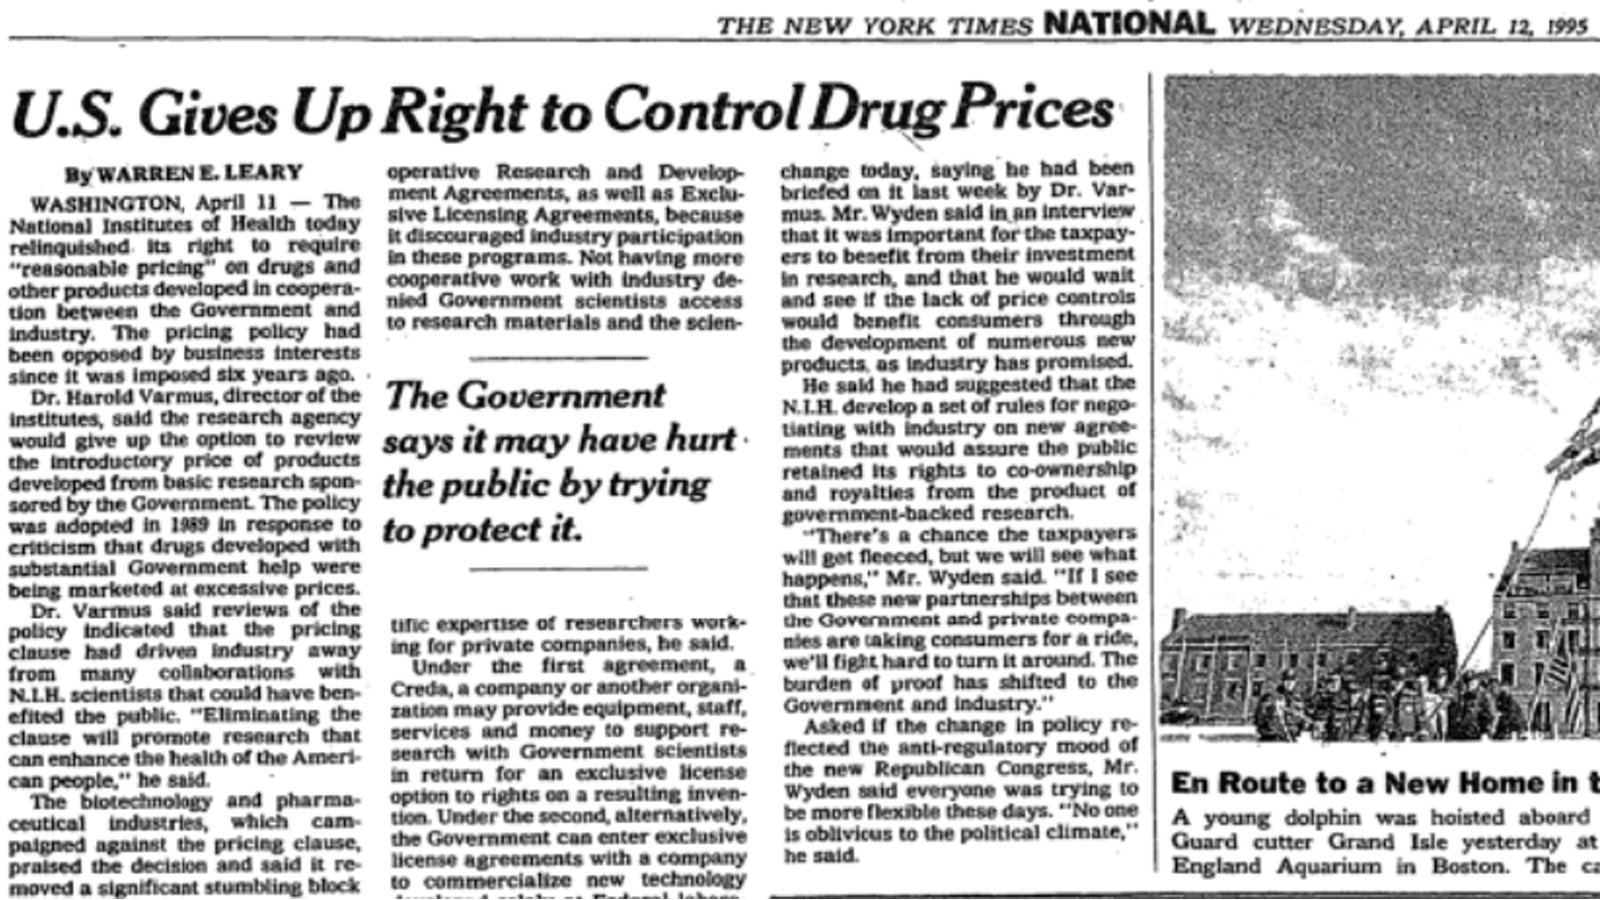 THE NEW YORK TIMES NATIONAL WEDNESDAY, APRIL 12, 1995
U.S. Gives Up Right to Control Drug Prices
By WARREN E. LEARY
WASHINGTON, April 11 — The
National Institutes of Health today
relinquished its right to require
"reasonable pricing" on drugs and
other products developed in coopera-
tion between the Government and
industry. The pricing policy had
been opposed by business interests
since it was imposed six years ago.
Dr. Harold Varmus, director of the
institutes, said the research agency
would give up the option to review
the introductory price of products
developed from basic research spon-
sored by the Government. The policy
was adopted in 1989 in response to
criticism that drugs developed with
substantial Government help were
being marketed at excessive prices.
Dr. Varmus said reviews of the
policy indicated that the pricing
clause had driven industry away
from many collaborations with
N.I.H. scientists that could have ben-
efited the public. "Eliminating the
clause will promote research that
can enhance the health of the Ameri-
can people," he said.
The biotechnology and pharma-
ceutical industries, which cam-
paigned against the pricing clause,
praised the decision and said it re-
moved a significant stumbling block
operative Research and Develop-
ment Agreements, as well as Exclu-
sive Licensing Agreements, because
it discouraged industry participation
in these programs. Not having more
cooperative work with industry de-
nied Government scientists access
to research materials and the scien-
The Government
says it may have hurt
the public by trying
to protect it.
tific expertise of researchers work-
ing for private companies, he said.
Under the first agreement, a
Creda, a company or another organi-
zation may provide equipment, staff,
services and money to support re-
search with Government scientists
in return for an exclusive license
option to rights on a resulting inven-
tion. Under the second, alternatively,
the Government can enter exclusive
license agreements with a company
to commercialize new technology
change today, saying he had been
briefed on it last week by Dr. Var-
mus. Mr. Wyden said in an interview
that it was important for the taxpay-
ers to benefit from their investment
in research, and that he would wait
and see if the lack of price controls
would benefit consumers through
the development of numerous new
products, as industry has promised.
He said he had suggested that the
N.I.H. develop a set of rules for nego-
tiating with industry on new agree-
ments that would assure the public
retained its rights to co-ownership
and royalties from the product of
government-backed research.
"There's a chance the taxpayers
will get fleeced, but we will see what
happens," Mr. Wyden said. "If I see
that these new partnerships between
the Government and private compa-
nies are taking consumers for a ride,
we'll fight hard to turn it around. The
burden of proof has shifted to the
Government and industry."
Asked if the change in policy re-
flected the anti-regulatory mood of
the new Republican Congress, Mr.
Wyden said everyone was trying to
be more flexible these days. "No one
is oblivious to the political climate,"
he said.
En Route to a New Home in
A young dolphin was hoisted aboard
Guard cutter Grand Isle yesterday at
England Aquarium in Boston. The